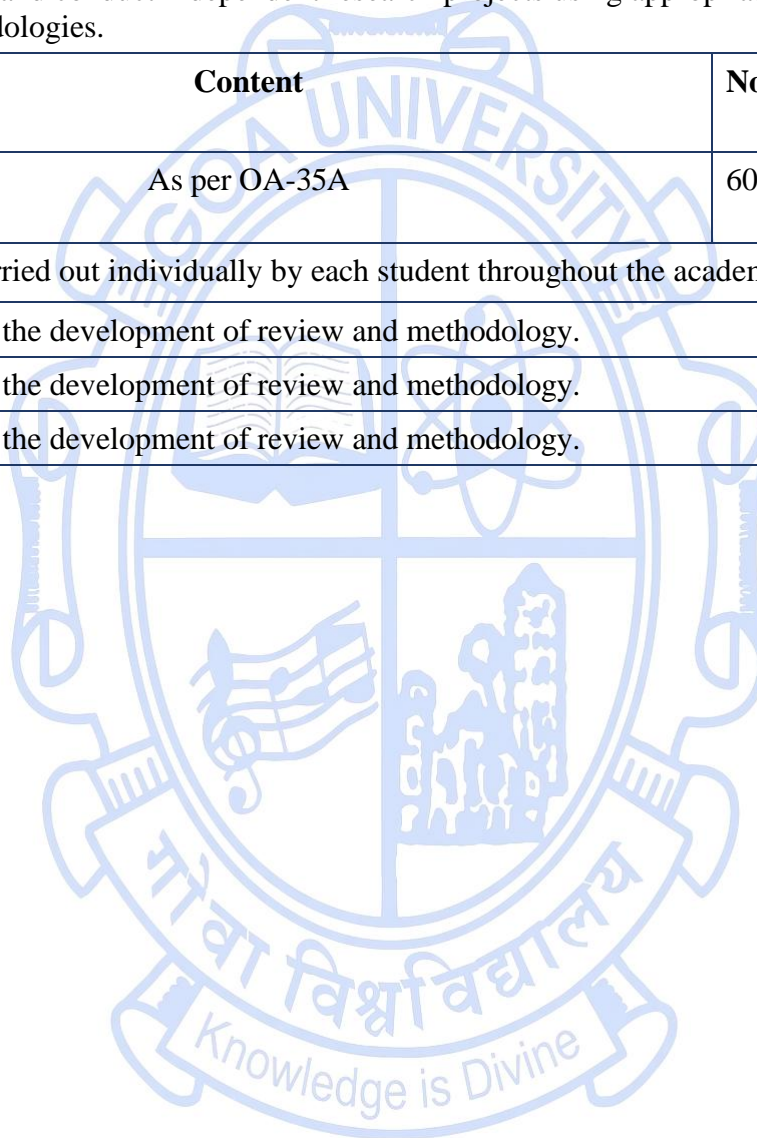 and conduct independent research projects using
dologies.
Content
No
As per OA-35A
60
rried out individually by each student throughout the acade
the development of review and methodology.
the development of review and methodology.
the development of review and methodology.
GOA UNIVERSITY
गोंवा विश्वविद्यालय
Knowledge is Divine